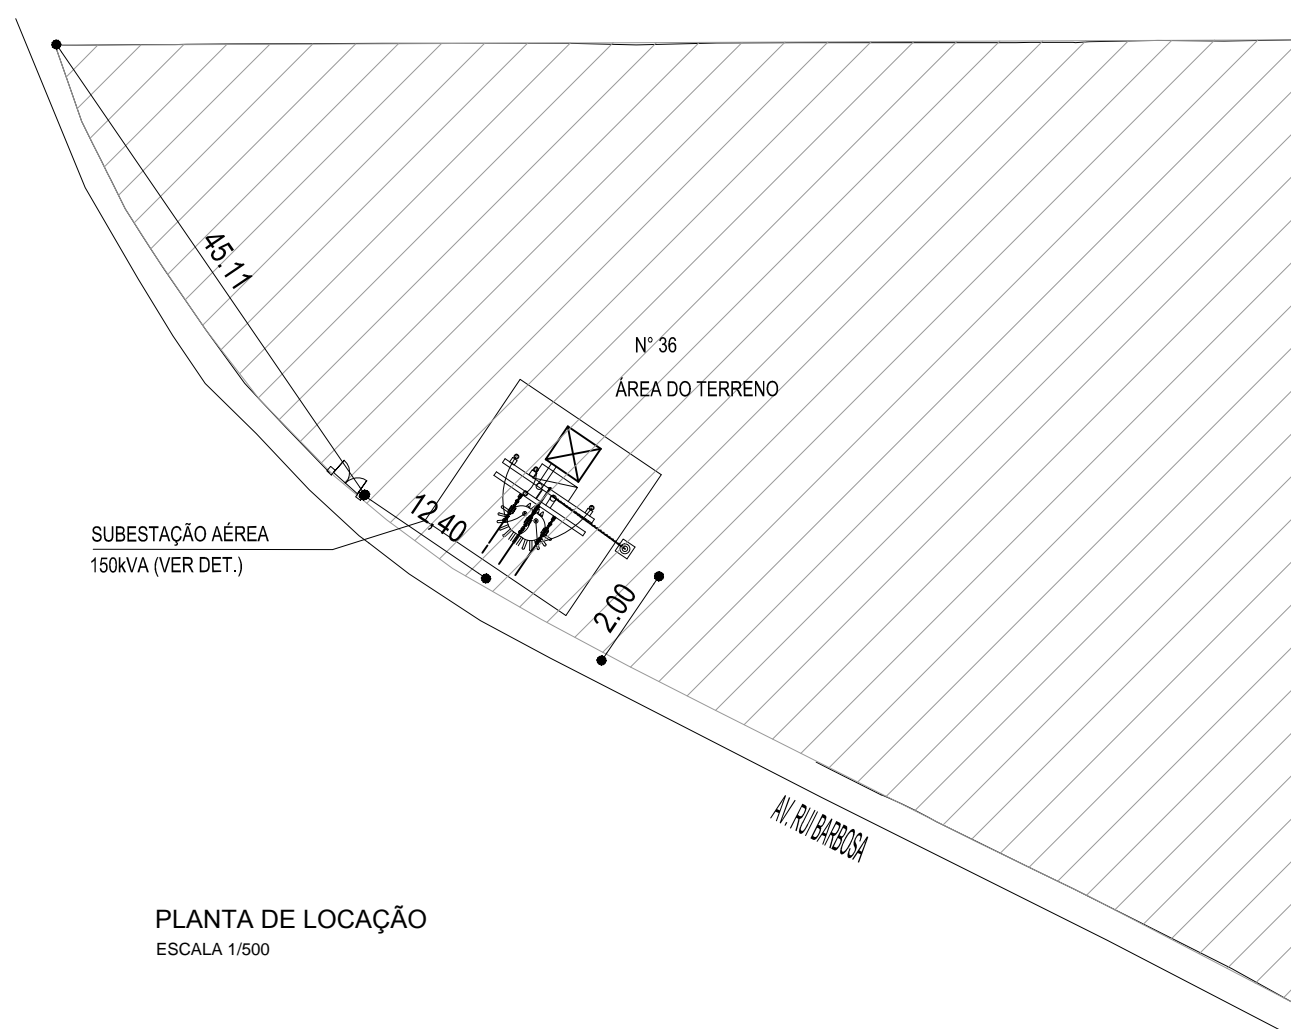 45.11
N° 36
ÁREA DO TERRENO
12,40
SUBESTAÇÃO AÉREA
150kVA (VER DET.)
2.00
AV. RUI BARBOSA
PLANTA DE LOCAÇÃO
ESCALA 1/500